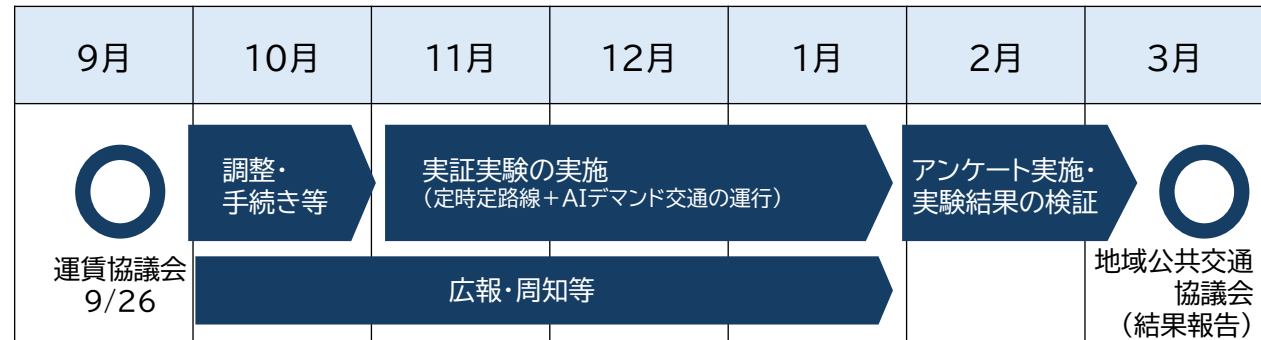 9月
10月
11月
12月
1月
2月
3月
調整・
手続き等
実証実験の実施
（定時定路線＋AIデマンド交通の運行）
アンケート実施・
実験結果の検証
運賃協議会
9/26
広報・周知等
地域公共交通
協議会
（結果報告）